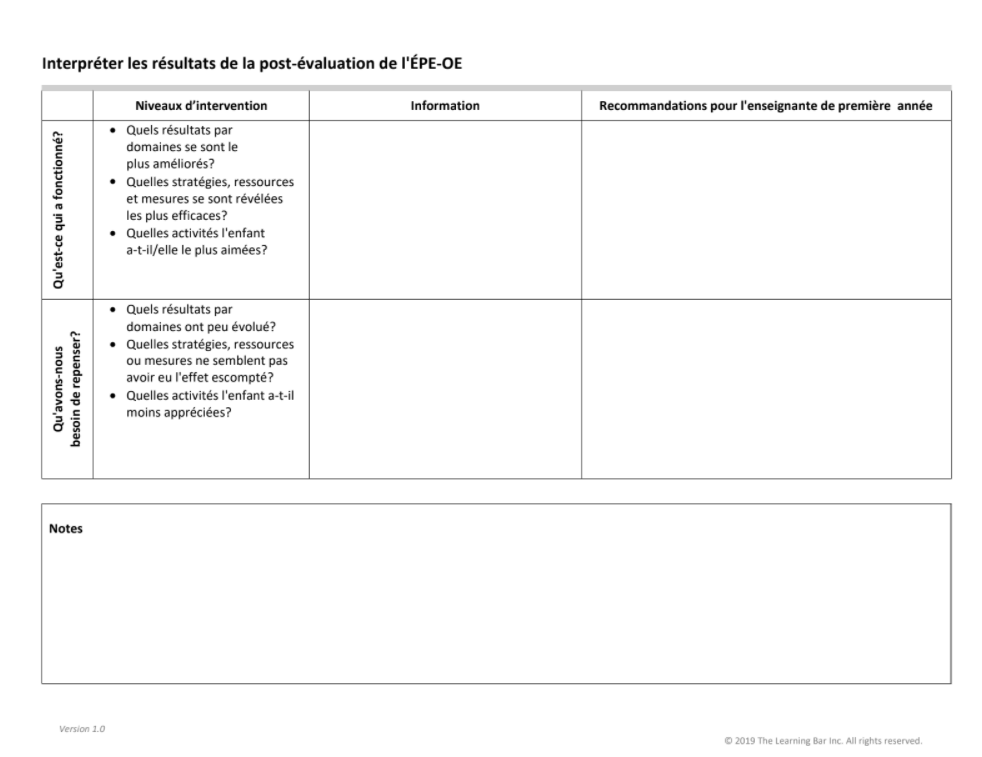 Interpréter les résultats de la post-évaluation de l'ÉPE-OE
Niveaux d’intervention
Information
Recommandations pour l'enseignante de première année
Qu'est-ce qui a fonctionné?
• Quels résultats par
domaines se sont le
plus améliorés?
• Quelles stratégies, ressources
et mesures se sont révélées
les plus efficaces?
• Quelles activités l'enfant
a-t-il/elle le plus aimées?
Qu'avons-nous
besoin de repenser?
• Quels résultats par
domaines ont peu évolué?
• Quelles stratégies, ressources
ou mesures ne semblent pas
avoir eu l'effet escompté?
• Quelles activités l'enfant a-t-il
moins appréciées?
Notes
Version 1.0
© 2019 The Learning Bar Inc. All rights reserved.